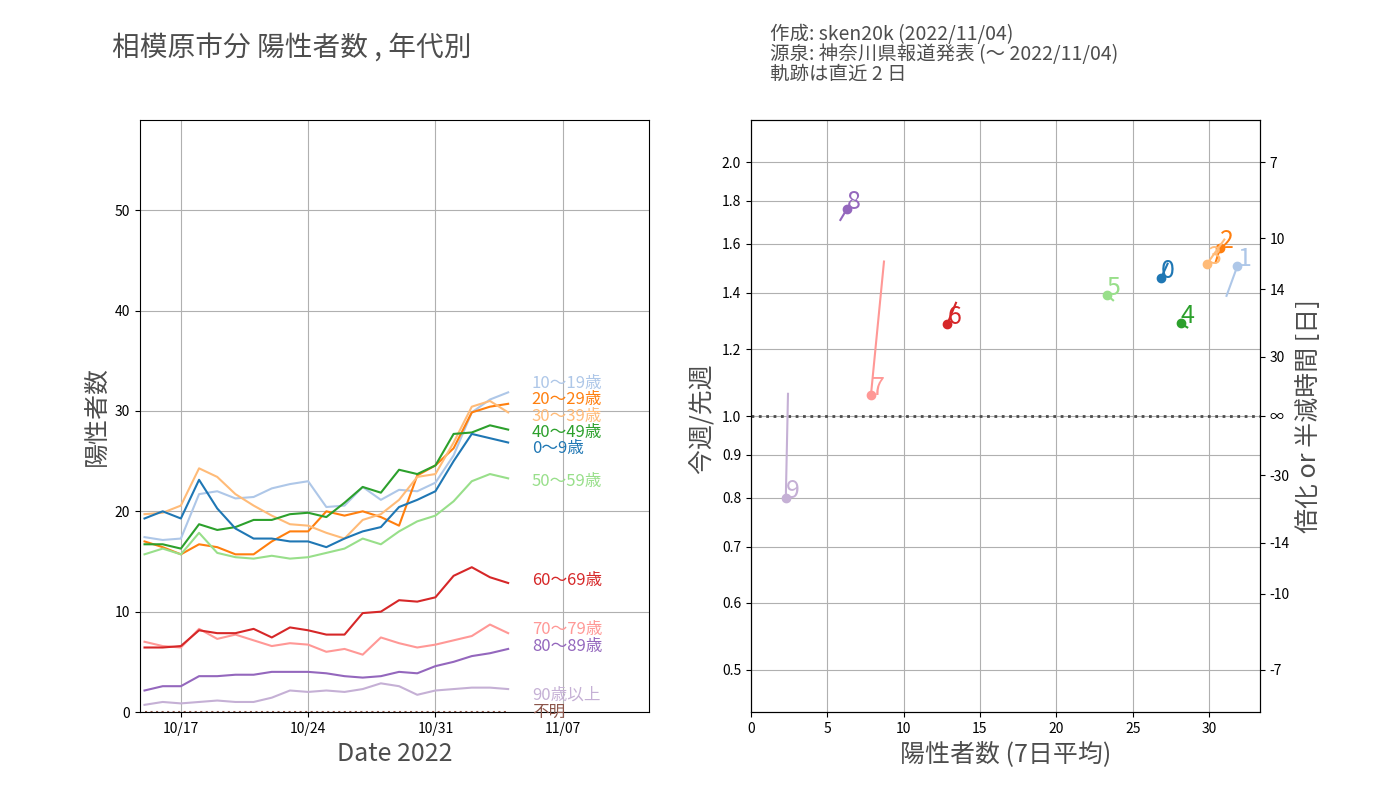 相模原市分 陽性者数 , 年代別
作成: sken20k (2022/11/04)
源泉: 神奈川県報道発表 (〜 2022/11/04)
軌跡は直近 2 日
陽性者数
50
40
30
20
10
0
10/17
10/24
10/31
11/07
Date 2022
10〜19歳
20〜29歳
30〜39歳
40〜49歳
0〜9歳
50〜59歳
60〜69歳
70〜79歳
80〜89歳
90歳以上
不明
今週/先週
2.0
1.8
1.6
1.4
1.2
1.0
0.9
0.8
0.7
0.6
0.5
0
5
10
15
20
25
30
陽性者数 (7日平均)
8
2
3
1
0
5
4
6
7
9
7
10
14
30
∞
-30
-14
-10
-7
倍化 or 半減時間 [日]